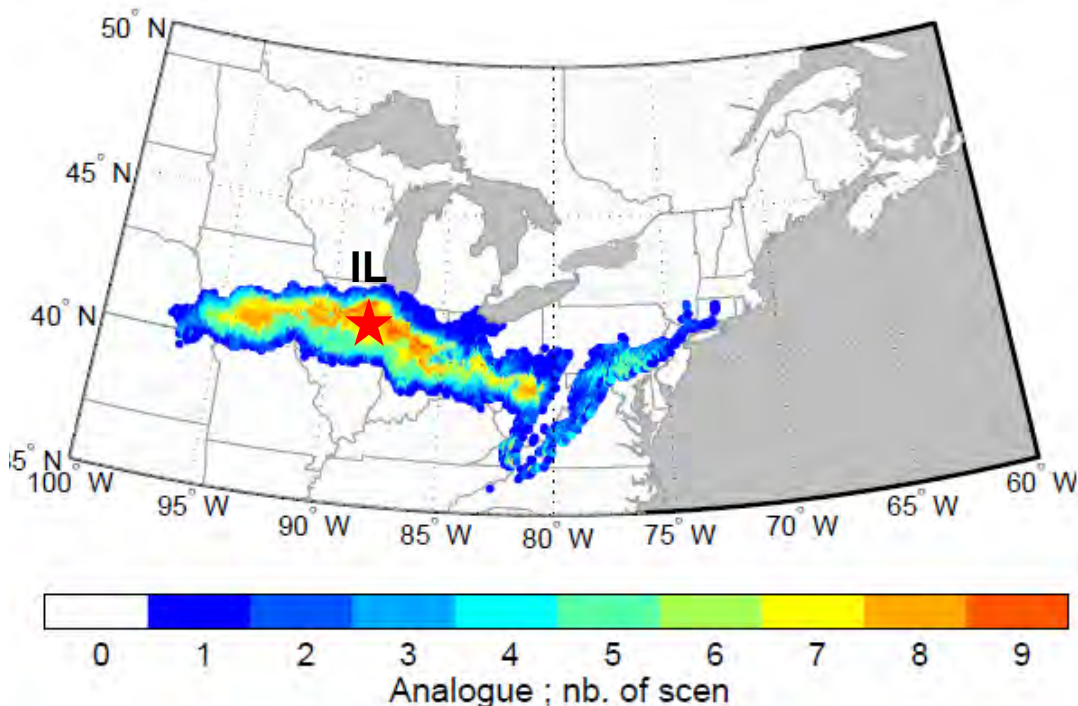 50° N
45° N
IL
40° N
5° N
100° W
95° W
90° W
85° W
80° W
75° W
70° W
65° W
60° W
0 1 2 3 4 5 6 7 8 9
Analogue ; nb. of scen